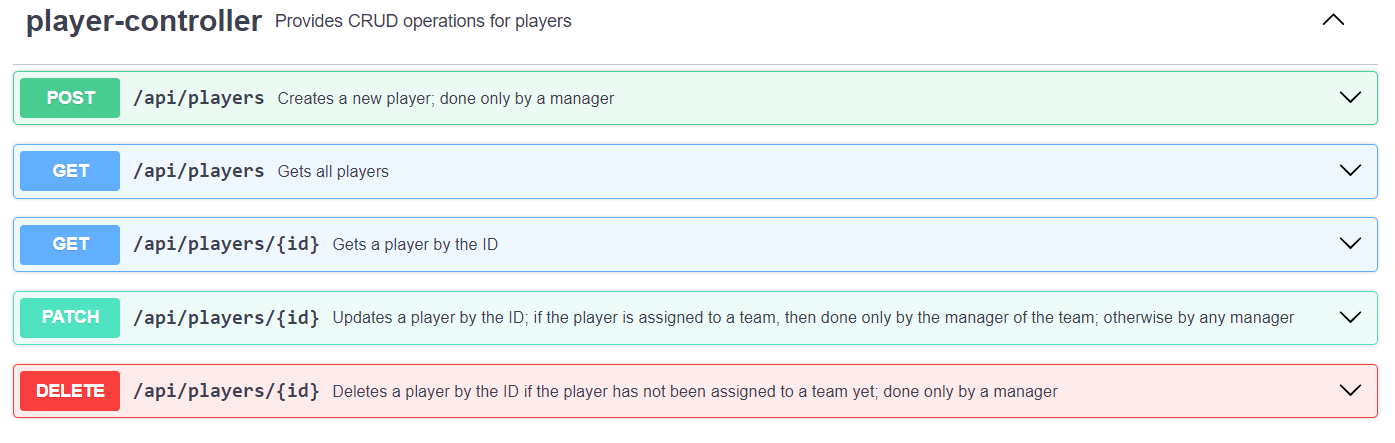 player-controller Provides CRUD operations for players
POST /api/players Creates a new player; done only by a manager
GET /api/players Gets all players
GET /api/players/{id} Gets a player by the ID
PATCH /api/players/{id} Updates a player by the ID; if the player is assigned to a team, then done only by the manager of the team; otherwise by any manager
DELETE /api/players/{id} Deletes a player by the ID if the player has not been assigned to a team yet; done only by a manager